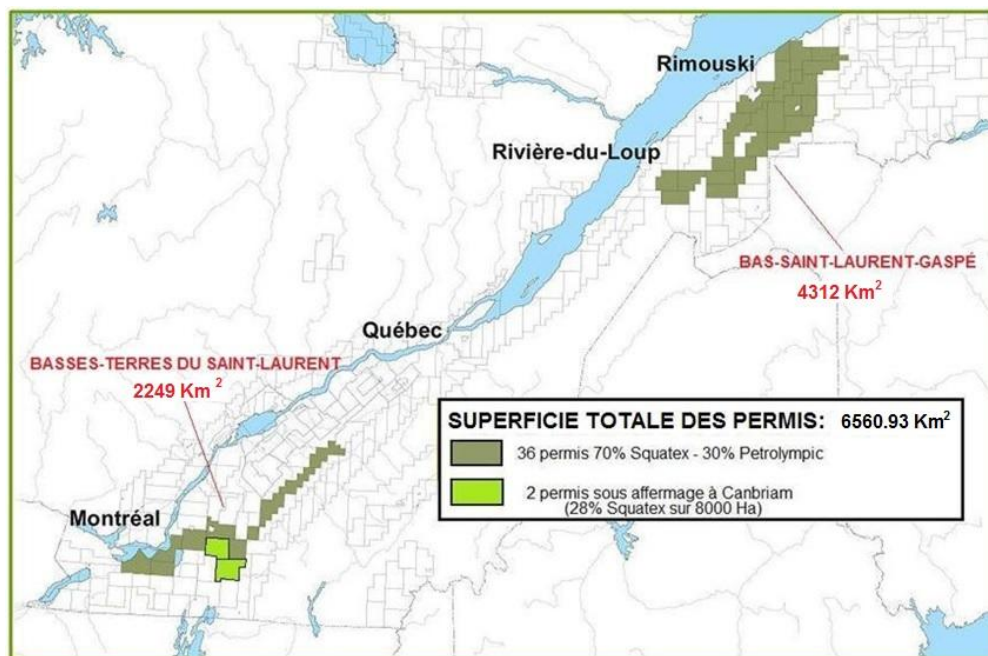 Rimouski
Rivière-du-Loup
BAS-SAINT-LAURENT-GASPÉ
4312 Km²
Québec
BASSES-TERRES DU SAINT-LAURENT
2249 Km ²
SUPERFICIE TOTALE DES PERMIS: 6560.93 Km²
36 permis 70% Squatex - 30% Petrolympic
2 permis sous affermage à Canbriam
(28% Squatex sur 8000 Ha)
Montréal